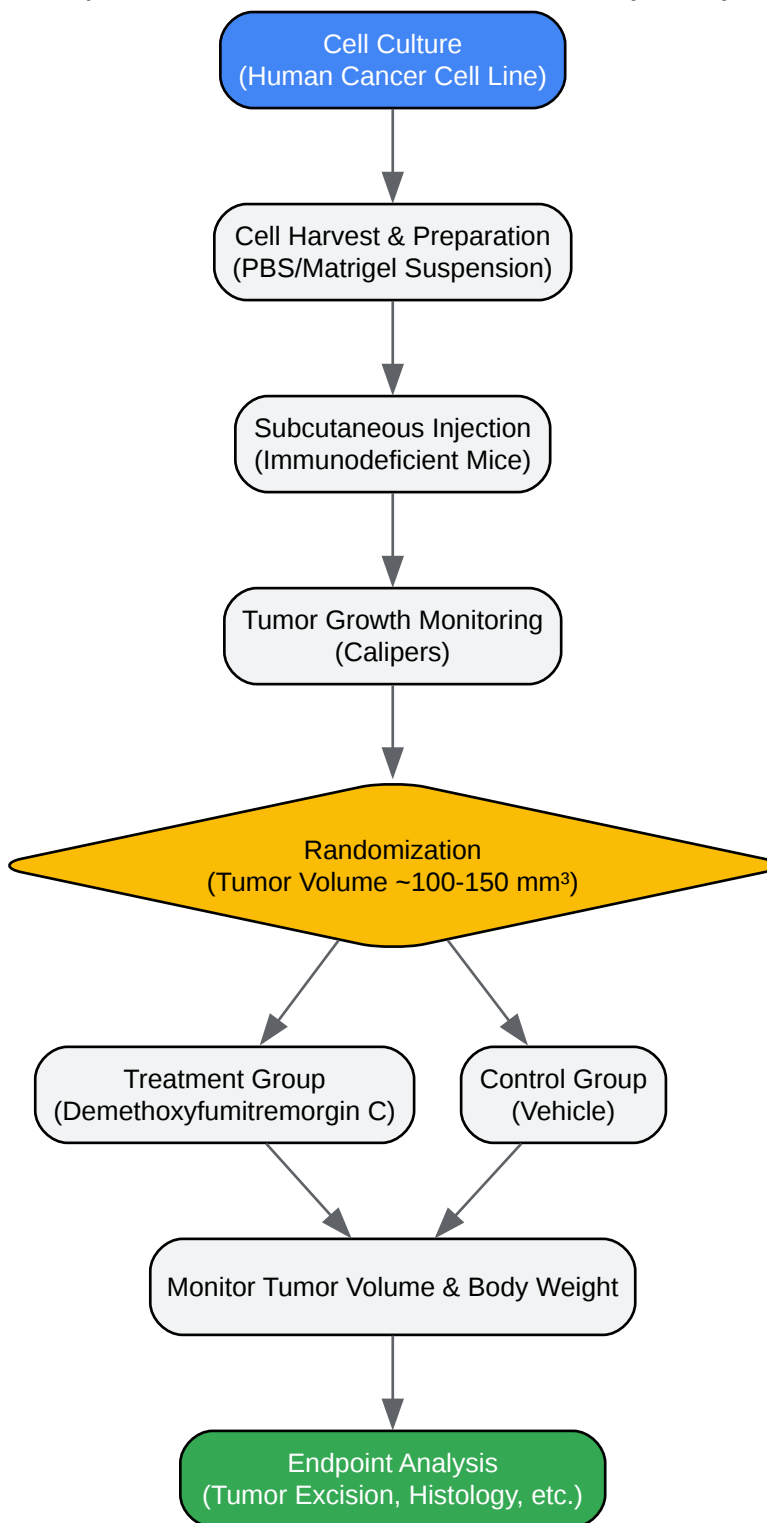 Cell Culture
(Human Cancer Cell Line)
Cell Harvest & Preparation
(PBS/Matrigel Suspension)
Subcutaneous Injection
(Immunodeficient Mice)
Tumor Growth Monitoring
(Calipers)
Randomization
(Tumor Volume ~100-150 mm³)
Treatment Group
(Demethoxyfumitremorgin C)
Control Group
(Vehicle)
Monitor Tumor Volume & Body Weight
Endpoint Analysis
(Tumor Excision, Histology, etc.)